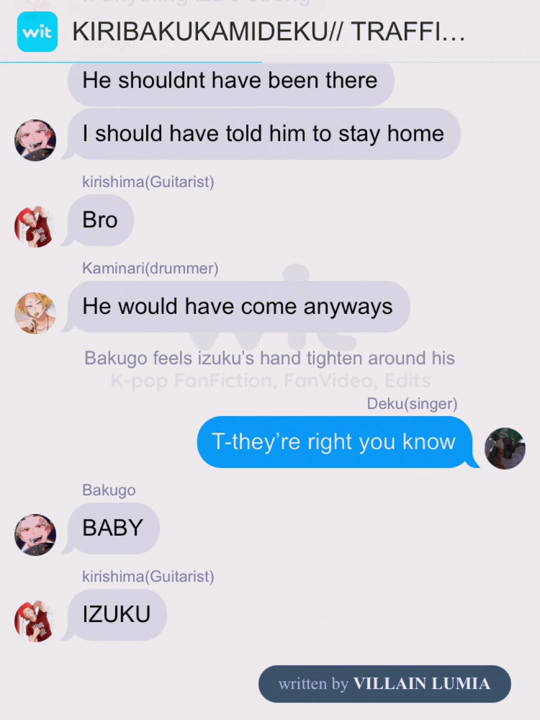 wit
KIRIBAKUKAMIDEKU// TRAFFI...
He shouldnt have been there
I should have told him to stay home
kirishima(Guitarist)
Bro
Kaminari(drummer)
He would have come anyways
wit
Bakugo feels izuku's hand tighten around his
K-pop FanFiction, FanVideo, Edits
Deku(singer)
T-they're right you know
Bakugo
BABY
kirishima(Guitarist)
IZUKU
written by VILLAIN LUMIA